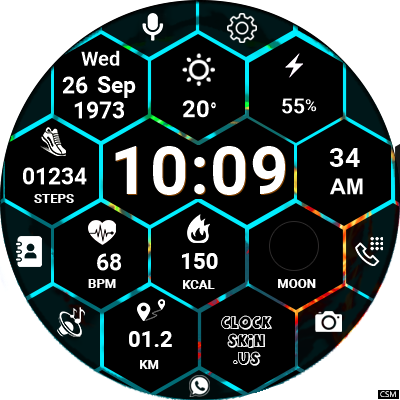 Wed
26 Sep
1973
20°
55%
01234
STEPS
10:09
34
AM
68
BPM
150
KCAL
MOON
01.2
KM
CLOCK
SKIN
.US
CSM